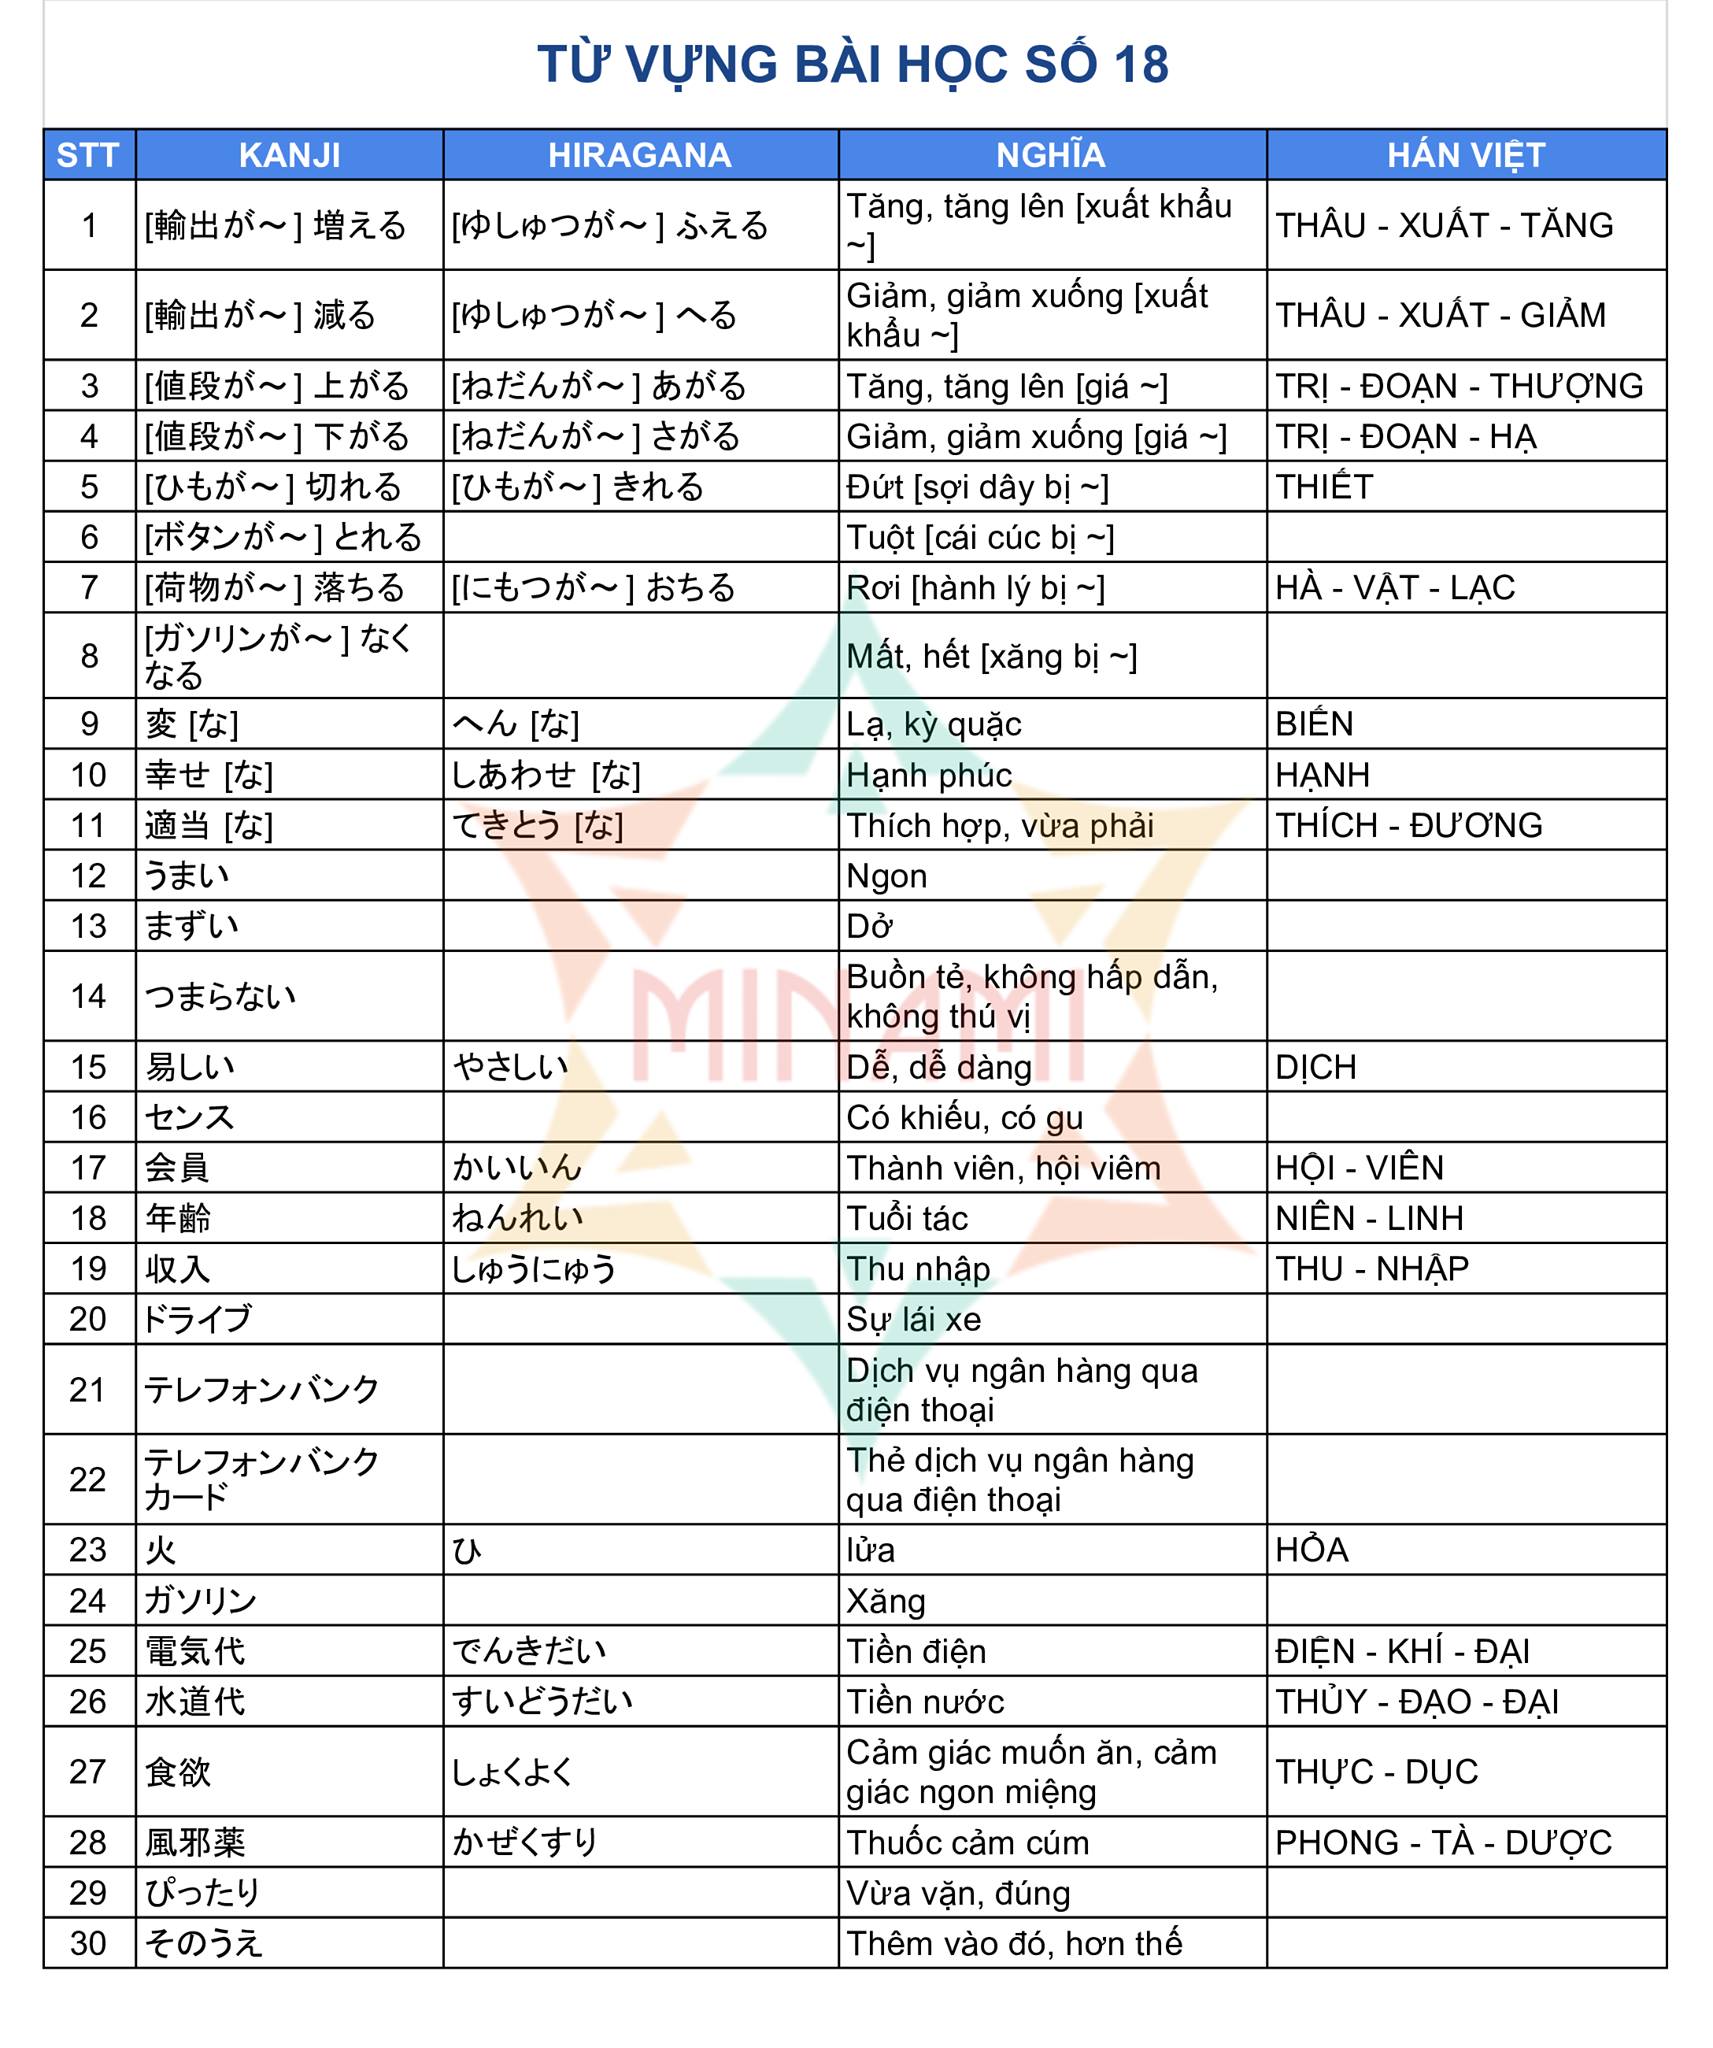 TỪ VỰNG BÀI HỌC SỐ 18
STT KANJI HIRAGANA NGHĨA HÁN VIỆT
1 [輸出が～] 増える [ゆしゅつが～] ふえる Tăng, tăng lên [xuất khẩu ~] THÂU - XUẤT - TĂNG
2 [輸出が～] 減る [ゆしゅつが～] へる Giảm, giảm xuống [xuất khẩu ~] THÂU - XUẤT - GIẢM
3 [値段が～] 上がる [ねだんが～] あがる Tăng, tăng lên [giá ~] TRỊ - ĐOẠN - THƯỢNG
4 [値段が～] 下がる [ねだんが～] さがる Giảm, giảm xuống [giá ~] TRỊ - ĐOẠN - HẠ
5 [ひもが～] 切れる [ひもが～] きれる Đứt [sợi dây bị ~] THIẾT
6 [ボタンが～] とれる Tuột [cái cúc bị ~]
7 [荷物が～] 落ちる [にもつが～] おちる Rơi [hành lý bị ~] HÀ - VẬT - LẠC
8 [ガソリンが～] なくなる Mất, hết [xăng bị ~]
9 変 [な] へん [な] Lạ, kỳ quặc BIẾN
10 幸せ [な] しあわせ [な] Hạnh phúc HẠNH
11 適当 [な] てきとう [な] Thích hợp, vừa phải THÍCH - ĐƯƠNG
12 うまい Ngon
13 まずい Dở
14 つまらない Buồn tẻ, không hấp dẫn, không thú vị
15 易しい やさしい Dễ, dễ dàng DỊCH
16 センス Có khiếu, có gu
17 会員 かいいん Thành viên, hội viêm HỘI - VIÊN
18 年齢 ねんれい Tuổi tác NIÊN - LINH
19 収入 しゅうにゅう Thu nhập THU - NHẬP
20 ドライブ Sự lái xe
21 テレフォンバンク Dịch vụ ngân hàng qua điện thoại
22 テレフォンバンクカード Thẻ dịch vụ ngân hàng qua điện thoại
23 火 ひ lửa HỎA
24 ガソリン Xăng
25 電気代 でんきだい Tiền điện ĐIỆN - KHÍ - ĐẠI
26 水道代 すいどうだい Tiền nước THỦY - ĐẠO - ĐẠI
27 食欲 しょくよく Cảm giác muốn ăn, cảm giác ngon miệng THỰC - DỤC
28 風邪薬 かぜくすり Thuốc cảm cúm PHONG - TÀ - DƯỢC
29 ぴったり Vừa vặn, đúng
30 そのうえ Thêm vào đó, hơn thế
MINAMI